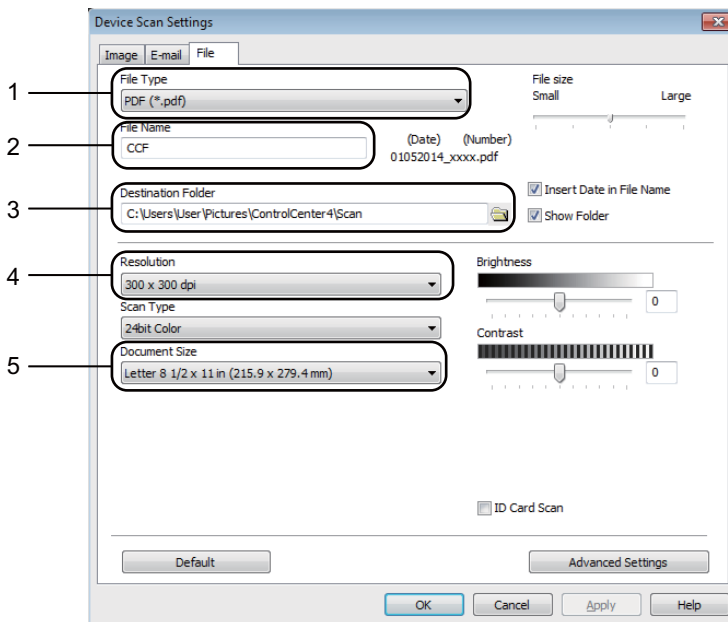 Device Scan Settings
Image E-mail File
1
File Type
PDF (*.pdf)
File size
Small Large
2
File Name
CCF
(Date) (Number)
01052014_xxxx.pdf
3
Destination Folder
C:\Users\User\Pictures\ControlCenter4\Scan
Insert Date in File Name
Show Folder
4
Resolution
300 x 300 dpi
Scan Type
24bit Color
Brightness
0
Contrast
0
5
Document Size
Letter 8 1/2 x 11 in (215.9 x 279.4 mm)
ID Card Scan
Default Advanced Settings
OK Cancel Apply Help